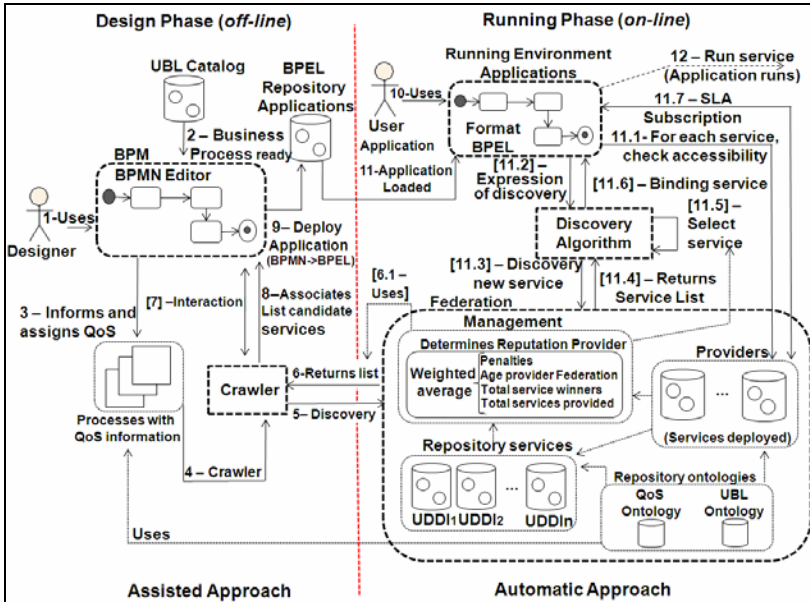 Design Phase (off-line)
UBL Catalog
BPEL
Repository
Applications
2 – Business
Process ready
BPM
BPMN Editor
1-Uses
Designer
9– Deploy
Application
(BPMN->BPEL)
3 – Informs and
assigns QoS
[7] –Interaction
8–Associates
List candidate
services
Processes with
QoS information
Crawler
6-Returns list
5– Discovery
4 – Crawler
Uses
Assisted Approach
Running Phase (on-line)
Running Environment
Applications
12 – Run service
(Application runs)
10-Uses
User
Application
Format
BPEL
11.7 – SLA
Subscription
11.1- For each service,
check accessibility
11-Application
Loaded
[11.2] –
Expression
of discovery
[11.6] – Binding service
[11.5] –
Select
service
Discovery
Algorithm
[11.3] – Discovery
new service
[11.4] – Returns
Service List
[6.1 –
Uses]
Federation
Management
Determines Reputation Provider
Weighted
average
Penalties
Age provider Federation
Total service winners
Total services provided
Providers
...
(Services deployed)
Repository services
...
UDDI1 UDDI2 UDDIn
Repository ontologies
QoS
Ontology
UBL
Ontology
Automatic Approach